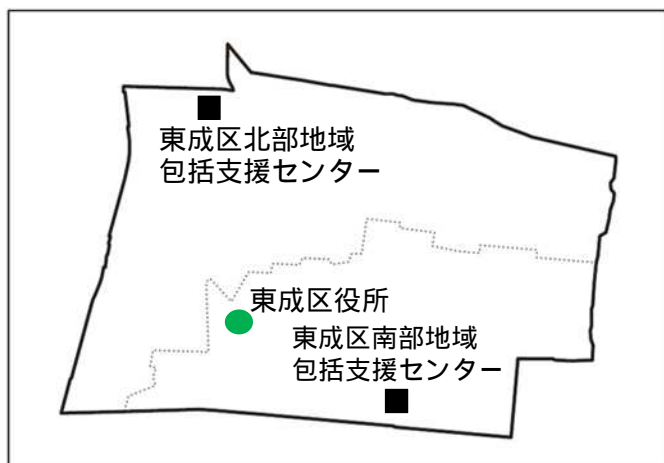 東成区北部地域
包括支援センター
東成区役所
東成区南部地域
包括支援センター